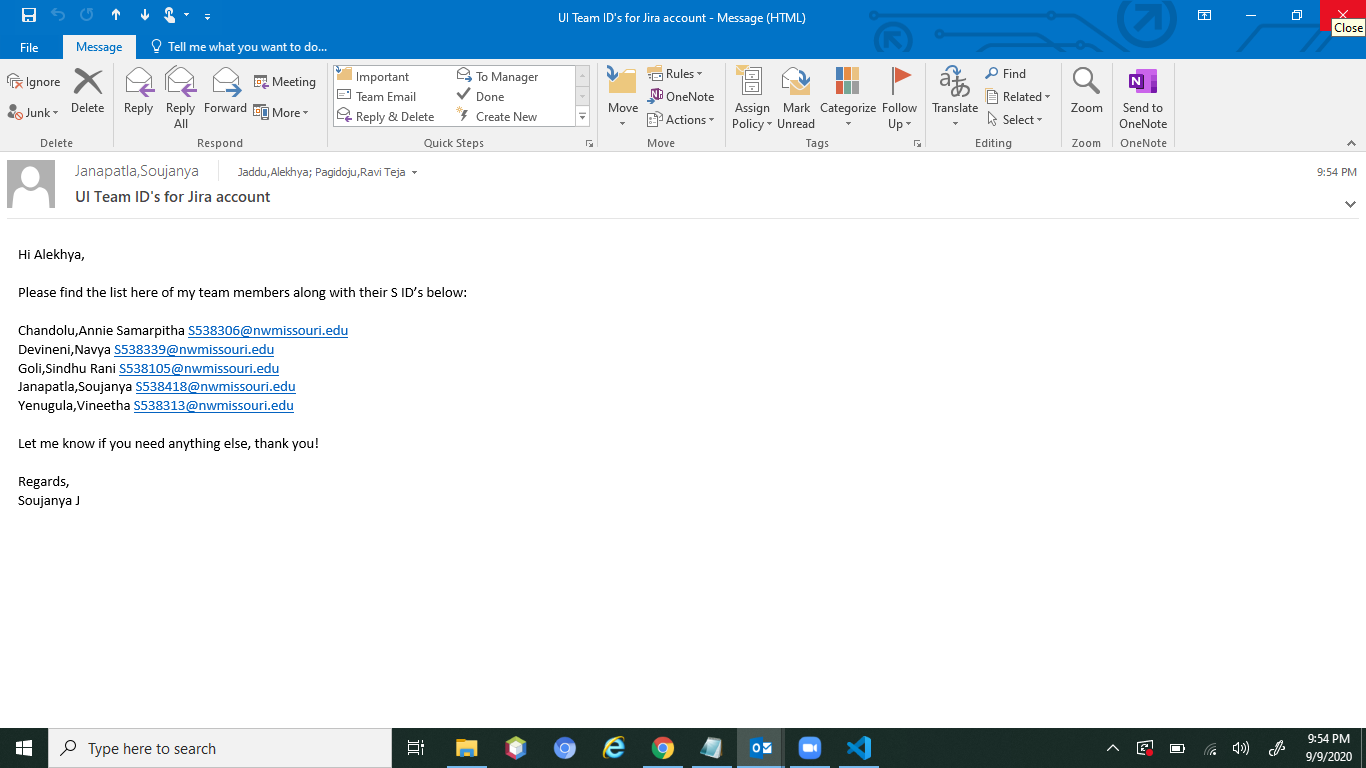 UI Team ID's for Jira account - Message (HTML)
Close
File
Message
Tell me what you want to do...
Ignore
Junk
Delete
Reply
Reply All
Forward
Meeting
More
Important
To Manager
Team Email
Done
Reply & Delete
Create New
Move
Rules
OneNote
Actions
Assign Policy
Mark Unread
Categorize
Follow Up
Translate
Find
Related
Select
Zoom
Send to OneNote
Delete
Respond
Quick Steps
Move
Tags
Editing
Zoom
OneNote
Janapatla,Soujanya
Jaddu,Alekhya; Pagidoju,Ravi Teja
9:54 PM
UI Team ID's for Jira account
Hi Alekhya,
Please find the list here of my team members along with their S ID’s below:
Chandolu,Annie Samarpitha S538306@nwmissouri.edu
Devineni,Navya S538339@nwmissouri.edu
Goli,Sindhu Rani S538105@nwmissouri.edu
Janapatla,Soujanya S538418@nwmissouri.edu
Yenugula,Vineetha S538313@nwmissouri.edu
Let me know if you need anything else, thank you!
Regards,
Soujanya J
Type here to search
9:54 PM
9/9/2020